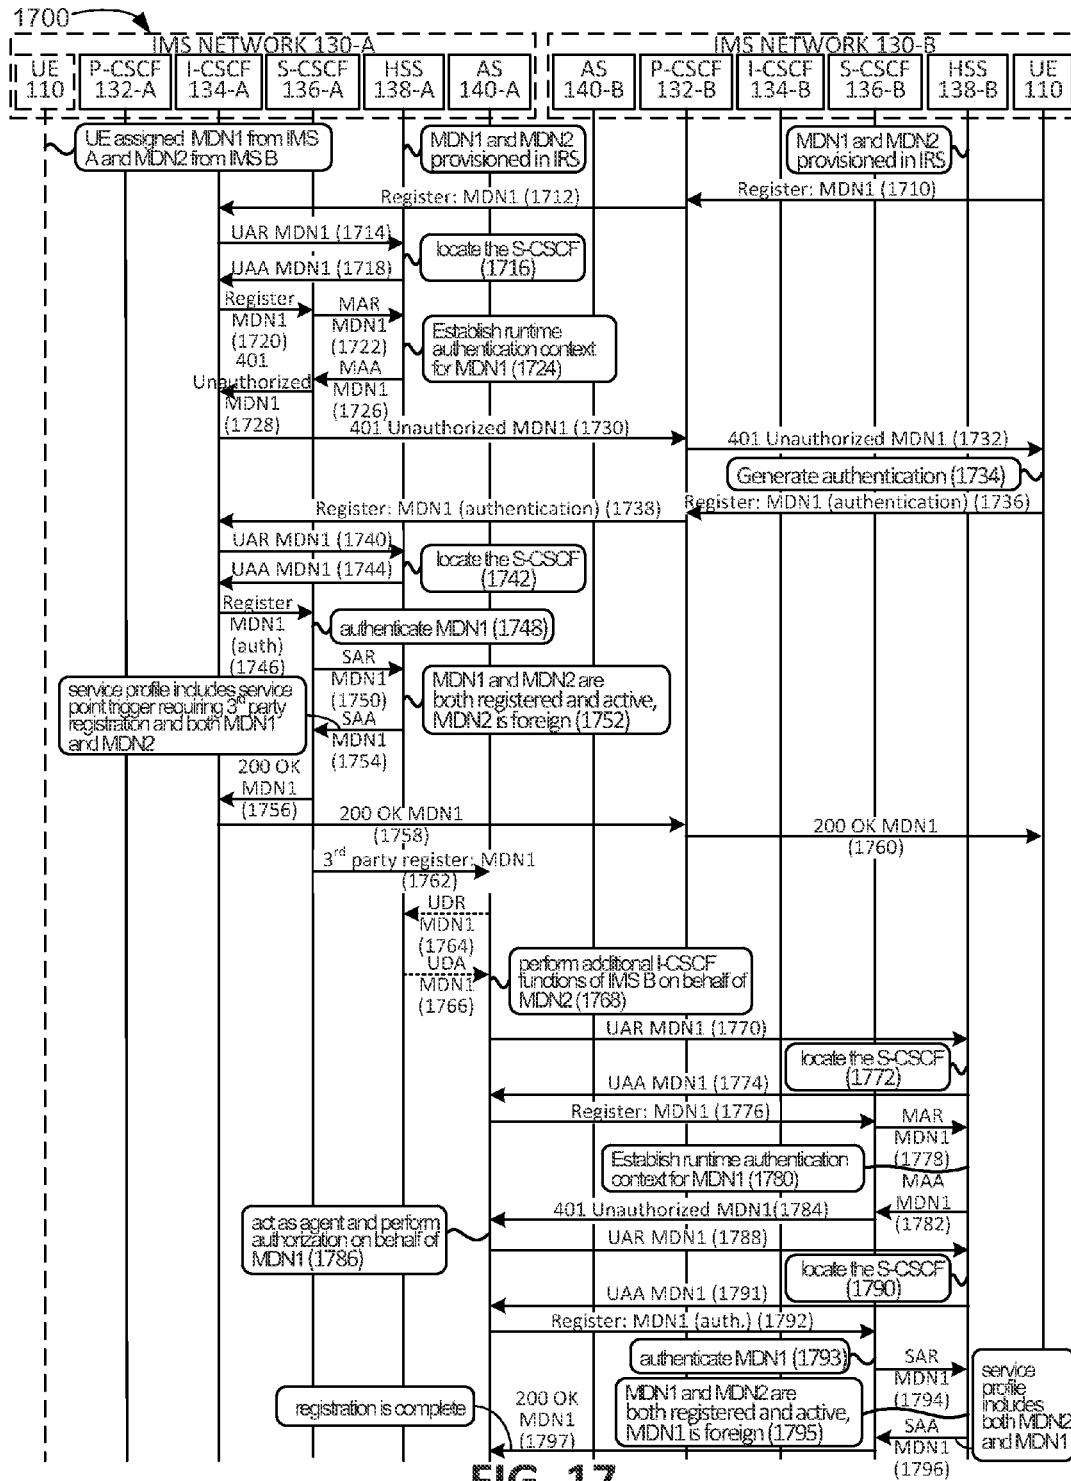 1700
IMS NETWORK 130-A
IMS NETWORK 130-B
UE
110
P-CSCF
132-A
I-CSCF
134-A
S-CSCF
136-A
HSS
138-A
AS
140-A
AS
140-B
P-CSCF
132-B
I-CSCF
134-B
S-CSCF
136-B
HSS
138-B
UE
110
UE assigned MDN1 from IMS
A and MDN2 from IMS B
MDN1 and MDN2
provisioned in IRS
MDN1 and MDN2
provisioned in IRS
Register: MDN1 (1710)
Register: MDN1 (1712)
UAR MDN1 (1714)
locate the S-CSCF
(1716)
UAA MDN1 (1718)
Register
MDN1
(1720)
MAR
MDN1
(1722)
Establish runtime
authentication context
for MDN1 (1724)
MAA
MDN1
(1726)
401
Unauthorized
MDN1
(1728)
401 Unauthorized MDN1 (1730)
401 Unauthorized MDN1 (1732)
Generate authentication (1734)
Register: MDN1 (authentication) (1736)
Register: MDN1 (authentication) (1738)
UAR MDN1 (1740)
locate the S-CSCF
(1742)
UAA MDN1 (1744)
Register
MDN1
(auth)
(1746)
authenticate MDN1 (1748)
SAR
MDN1
(1750)
MDN1 and MDN2 are
both registered and active,
MDN2 is foreign (1752)
service profile includes service
point trigger requiring 3rd party
registration and both MDN1
and MDN2
SAA
MDN1
(1754)
200 OK
MDN1
(1756)
200 OK MDN1
(1758)
200 OK MDN1
(1760)
3rd party register: MDN1
(1762)
UDR
MDN1
(1764)
UDA
MDN1
(1766)
perform additional I-CSCF
functions of IMS B on behalf of
MDN2 (1768)
UAR MDN1 (1770)
locate the S-CSCF
(1772)
UAA MDN1 (1774)
Register: MDN1 (1776)
MAR
MDN1
(1778)
Establish runtime authentication
context for MDN1 (1780)
MAA
MDN1
(1782)
401 Unauthorized MDN1(1784)
act as agent and perform
authorization on behalf of
MDN1 (1786)
UAR MDN1 (1788)
locate the S-CSCF
(1790)
UAA MDN1 (1791)
Register: MDN1 (auth.) (1792)
authenticate MDN1 (1793)
SAR
MDN1
(1794)
service
profile
includes
both MDN2
and MDN1
MDN1 and MDN2 are
both registered and active,
MDN1 is foreign (1795)
registration is complete
200 OK
MDN1
(1797)
SAA
MDN1
(1796)
FIG. 17